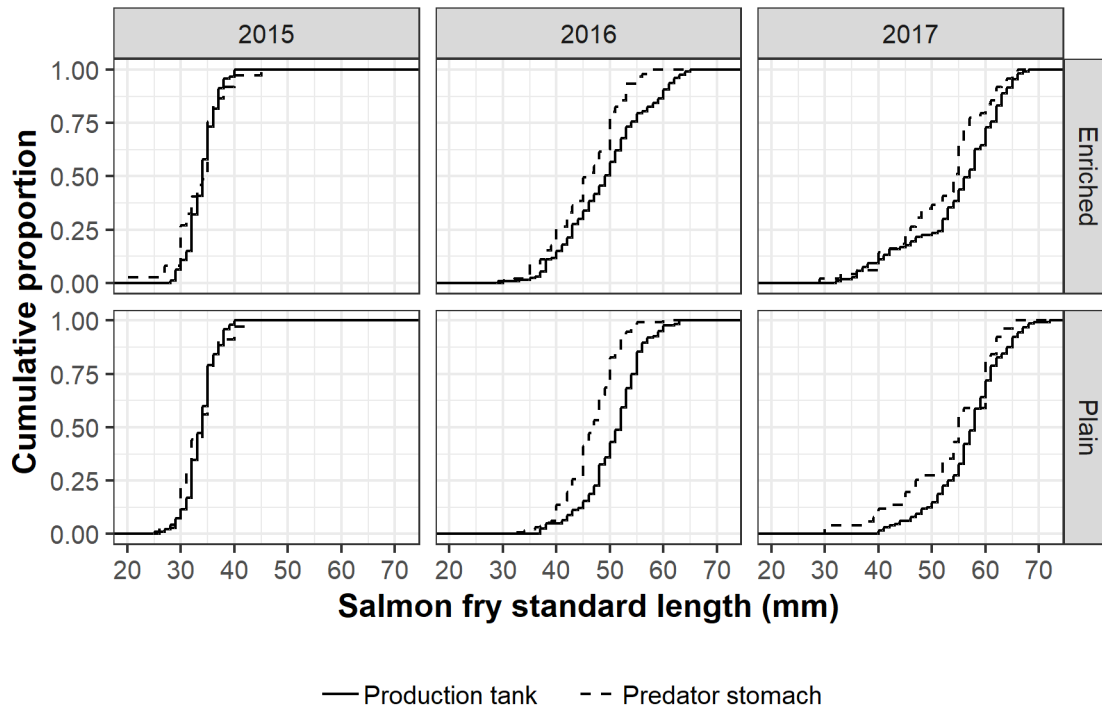 2015 2016 2017
Cumulative proportion
1.00
0.75
0.50
0.25
0.00
Enriched
1.00
0.75
0.50
0.25
0.00
Plain
20 30 40 50 60 70 20 30 40 50 60 70 20 30 40 50 60 70
Salmon fry standard length (mm)
Production tank Predator stomach